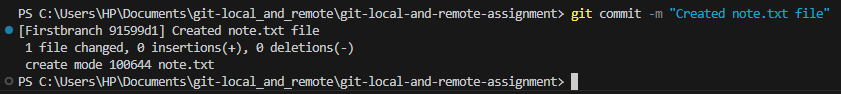 PS C:\Users\HP\Documents\git-local_and_remote\git-local-and-remote-assignment> git commit -m "Created note.txt file"
[Firstbranch 91599d1] Created note.txt file
 1 file changed, 0 insertions(+), 0 deletions(-)
 create mode 100644 note.txt
PS C:\Users\HP\Documents\git-local_and_remote\git-local-and-remote-assignment>